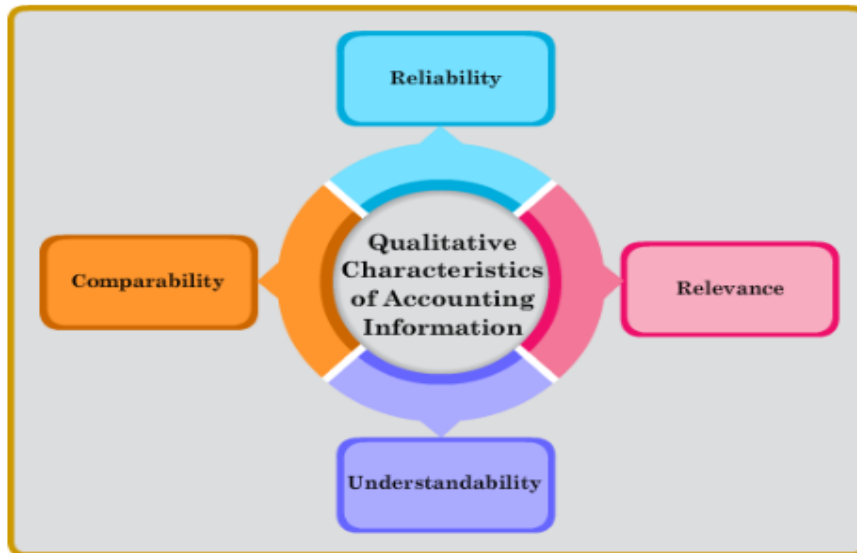 Reliability
Comparability
Qualitative
Characteristics
of Accounting
Information
Relevance
Understandability